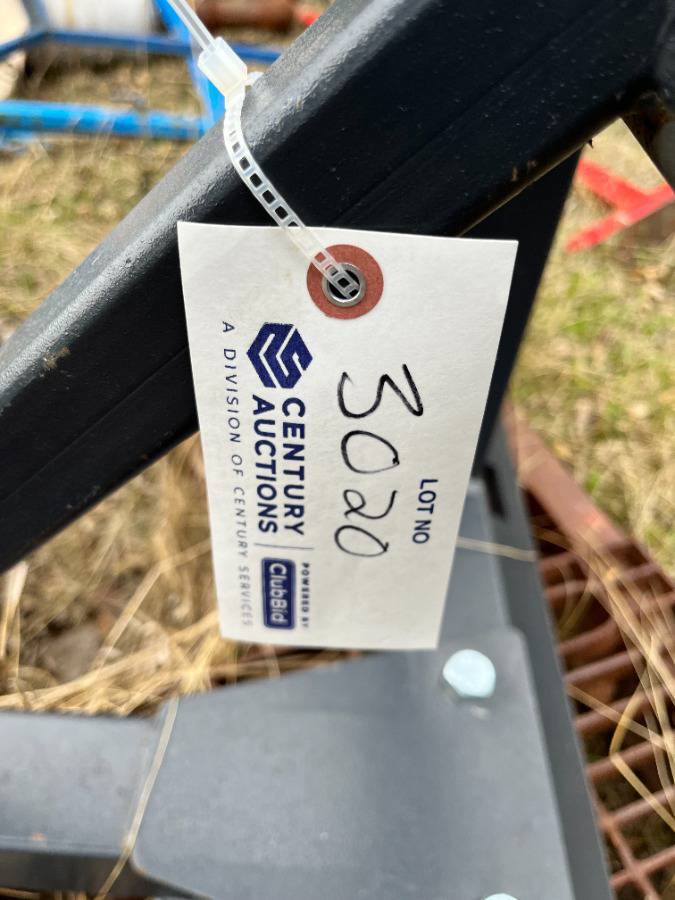 LOT NO
3020
CENTURY
AUCTIONS
A DIVISION OF CENTURY SERVICES
POWERED BY
ClubBid